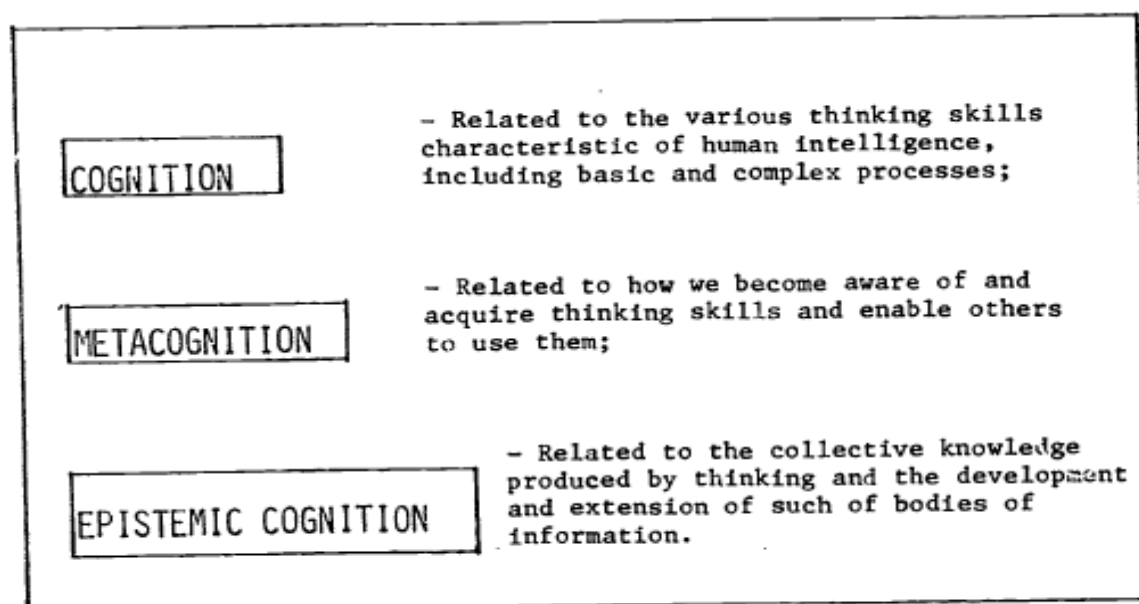 COGNITION
- Related to the various thinking skills
characteristic of human intelligence,
including basic and complex processes;
METACOGNITION
- Related to how we become aware of and
acquire thinking skills and enable others
to use them;
EPISTEMIC COGNITION
- Related to the collective knowledge
produced by thinking and the development
and extension of such of bodies of
information.